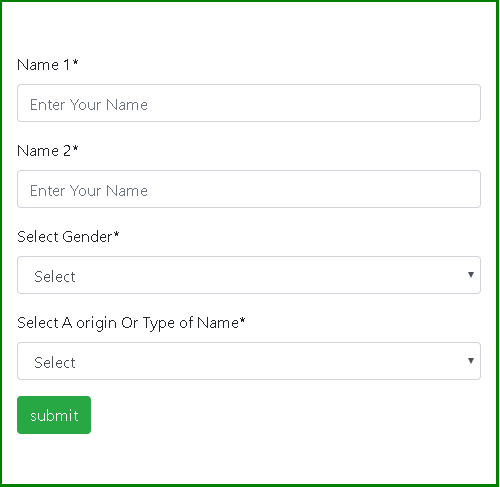 Name 1*
Enter Your Name
Name 2*
Enter Your Name
Select Gender*
Select
Select A origin Or Type of Name*
Select
submit